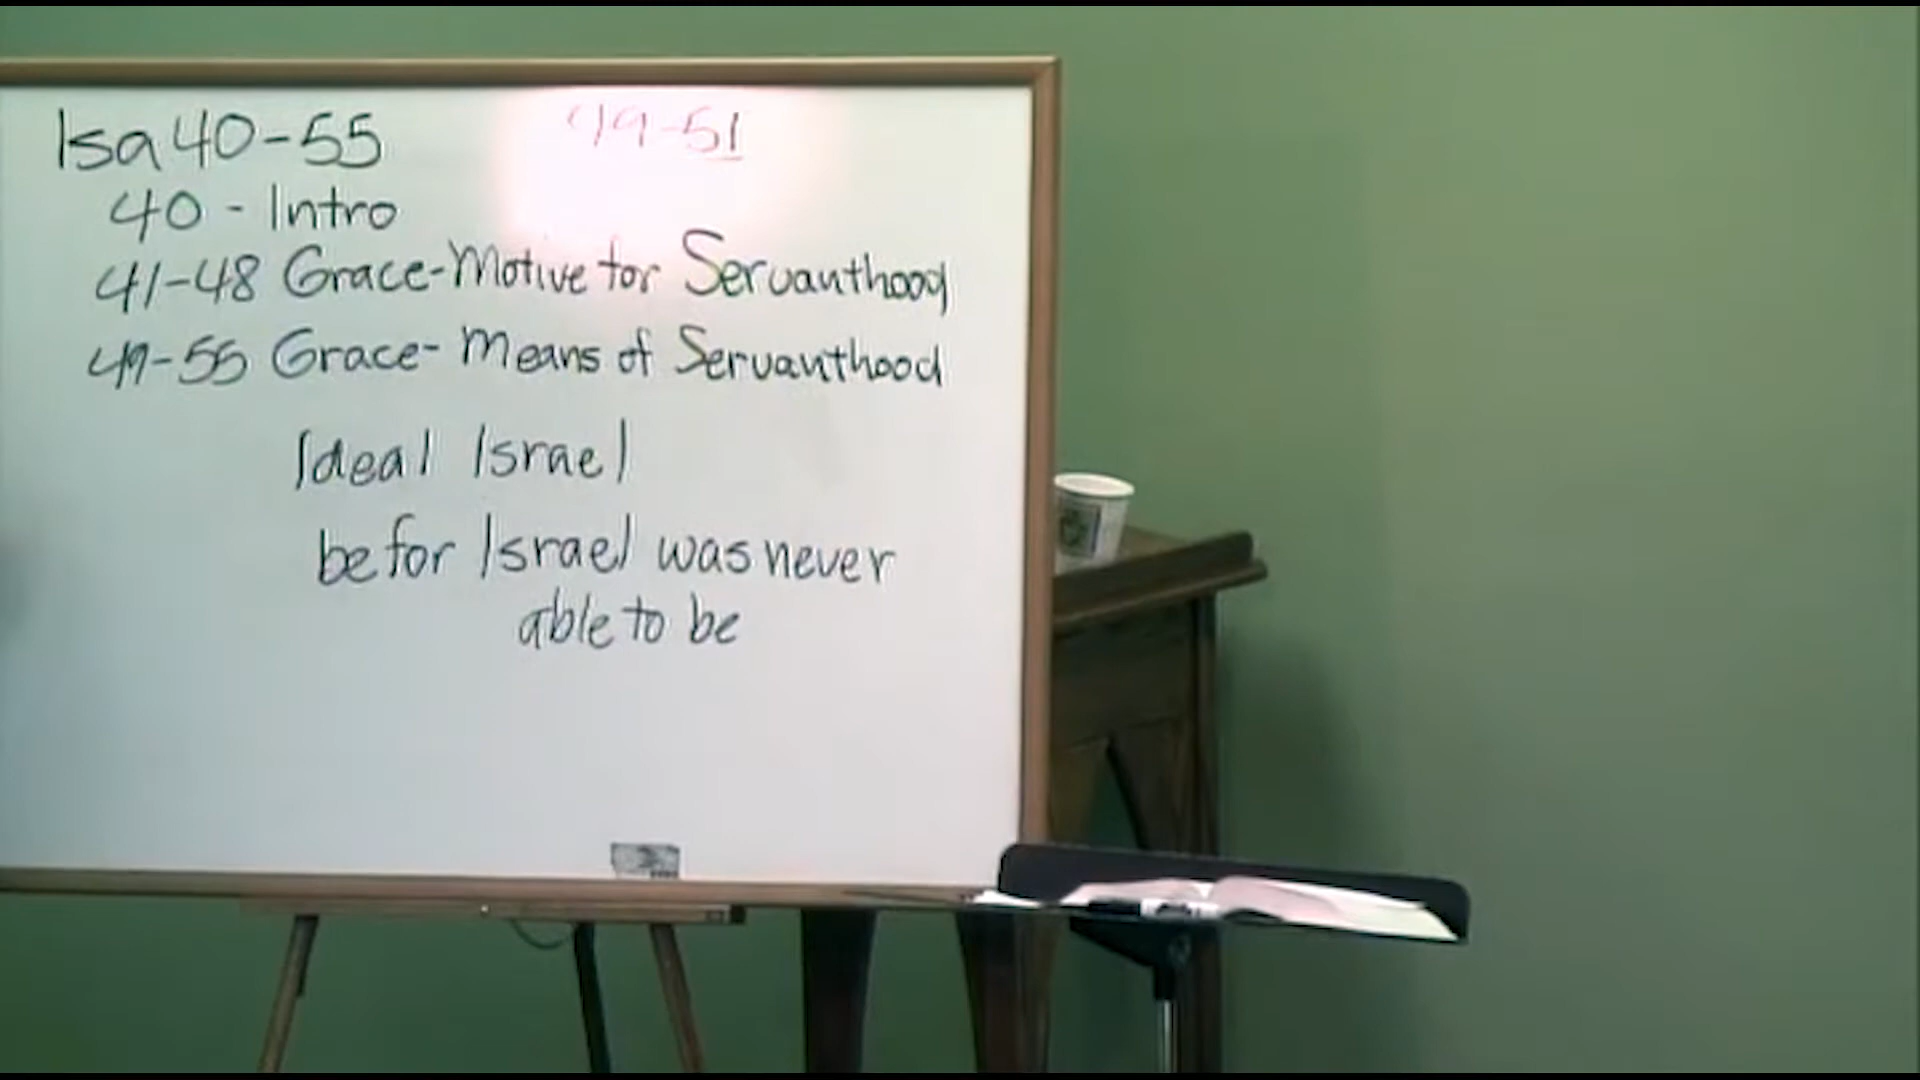 Isa 40-55
49-51
40 - Intro
41-48 Grace-Motive for Servanthood
49-55 Grace- Means of Servanthood
Ideal Israel
be for Israel was never
able to be